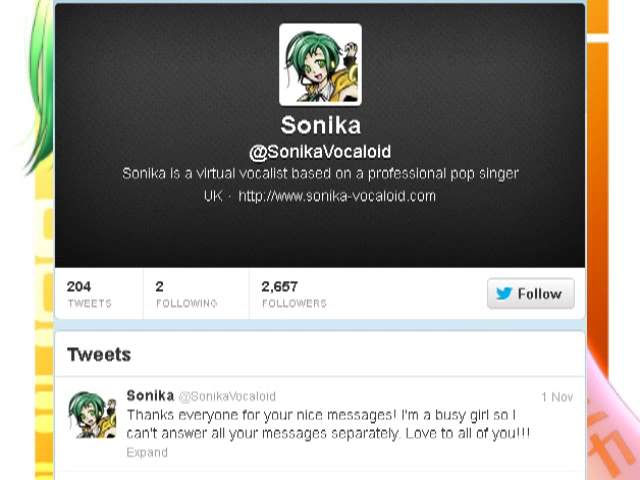 Sonika
@SonikaVocaloid
Sonika is a virtual vocalist based on a professional pop singer
UK · http://www.sonika-vocaloid.com
204 2 2,657
TWEETS FOLLOWING FOLLOWERS
Follow
Tweets
Sonika @SonikaVocaloid 1 Nov
Thanks everyone for your nice messages! I'm a busy girl so I
can't answer all your messages separately. Love to all of you!!!
Expand